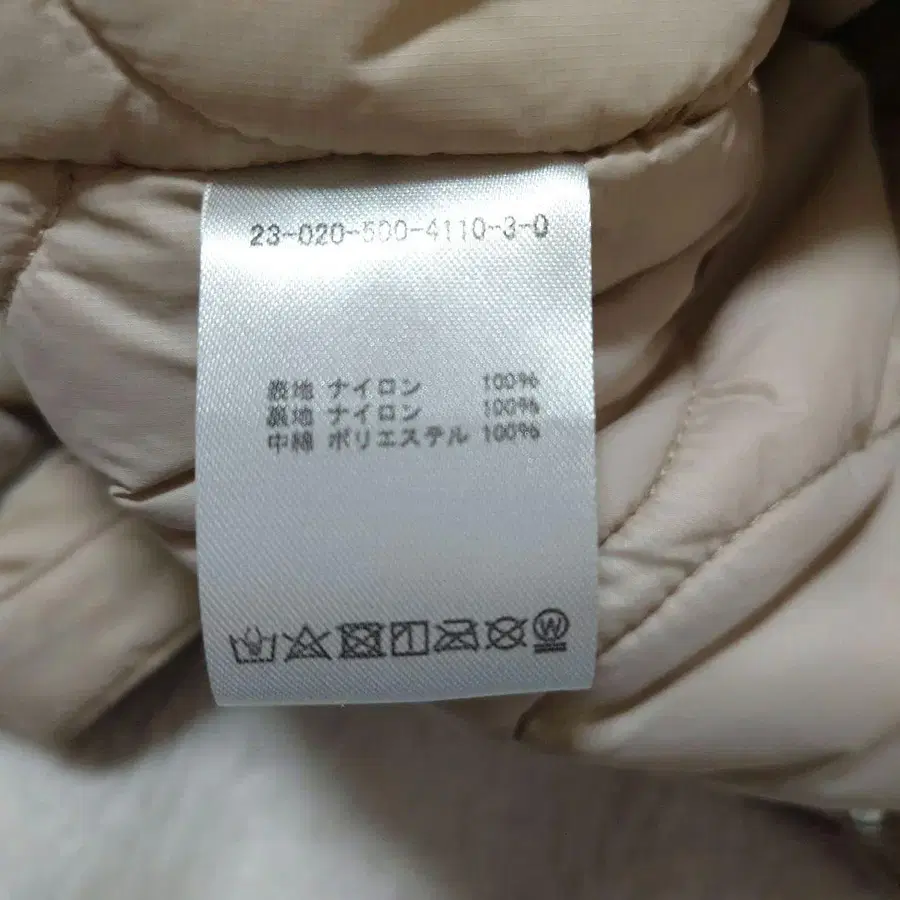 23-020-500-4110-3-0
表地 ナイロン 100%
裏地 ナイロン 100%
中綿 ポリエステル 100%
W